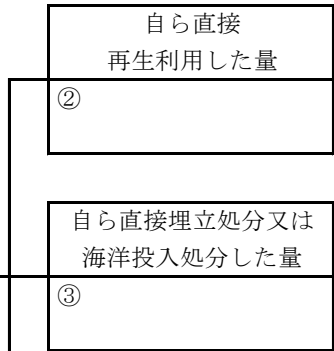 自ら直接
再生利用した量
②
自ら直接埋立処分又は
海洋投入処分した量
③